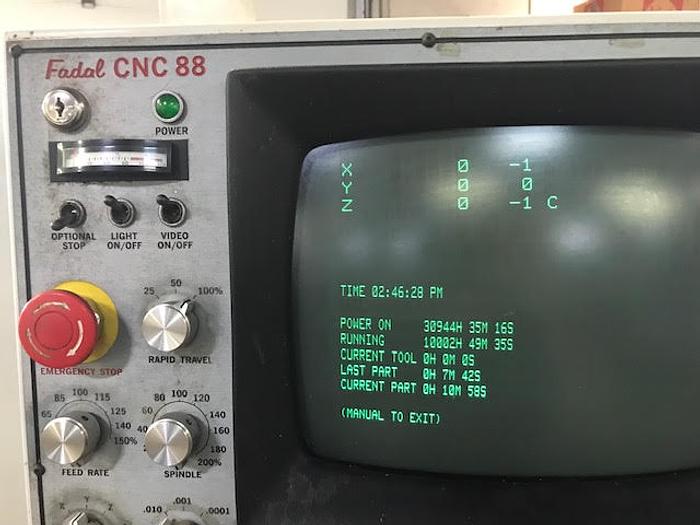 Fadal CNC 88
POWER
OPTIONAL STOP
LIGHT ON/OFF
VIDEO ON/OFF
25 50 100%
RAPID TRAVEL
EMERGENCY STOP
65 85 100 115 125 140 150%
FEED RATE
60 80 100 120 140 160 180 200%
SPINDLE
X Y Z
.010 .001 .0001
X 0 -1
Y 0 0
Z 0 -1 C
TIME 02:46:28 PM
POWER ON 30944H 35M 16S
RUNNING 10002H 49M 35S
CURRENT TOOL 0H 0M 0S
LAST PART 0H 7M 42S
CURRENT PART 0H 10M 58S
(MANUAL TO EXIT)